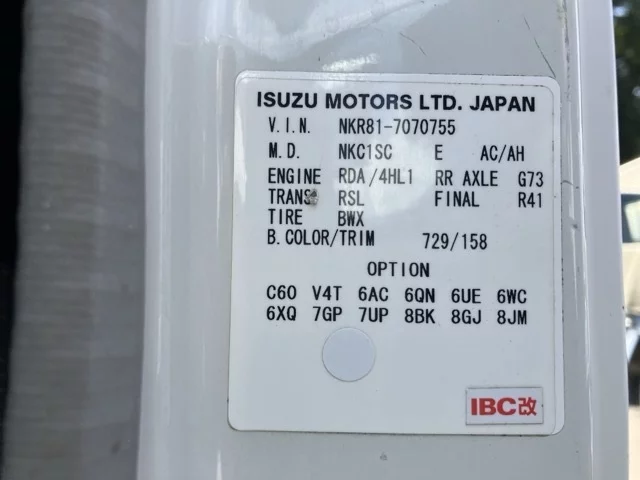 ISUZU MOTORS LTD. JAPAN
V.I.N. NKR81-7070755
M.D. NKC1SC E AC/AH
ENGINE RDA/4HL1 RR AXLE G73
TRANS RSL FINAL R41
TIRE BWX
B.COLOR/TRIM 729/158
OPTION
C60 V4T 6AC 6QN 6UE 6WC
6XQ 7GP 7UP 8BK 8GJ 8JM
IBC改